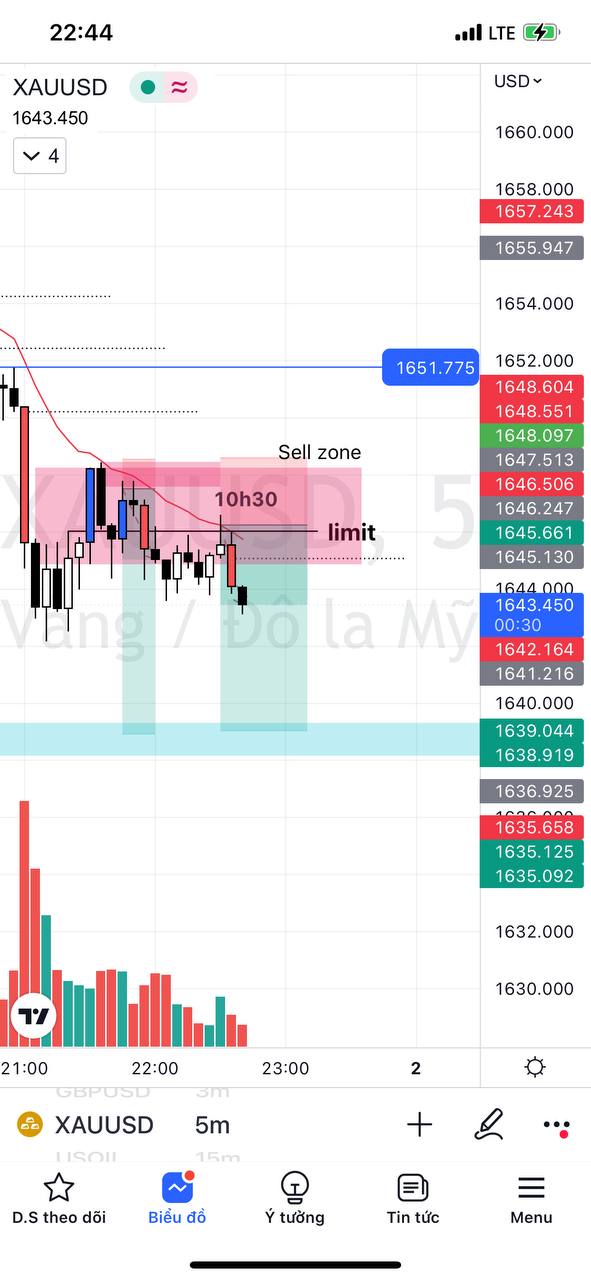 22:44
LTE
XAUUSD
USD
1643.450
4
1660.000
1658.000
1657.243
1655.947
1654.000
1652.000
1651.775
1648.604
1648.551
1648.097
Sell zone
1647.513
1646.506
10h30
1646.247
limit
1645.661
1645.130
XAUUSD, 5
1644.000
1643.450
00:30
Vàng / Đô la Mỹ
1642.164
1641.216
1640.000
1639.044
1638.919
1636.925
1635.658
1635.125
1635.092
1632.000
1630.000
21:00
22:00
23:00
2
GBPUSD 3m
XAUUSD 5m
USOIL 15m
D.S theo dõi
Biểu đồ
Ý tưởng
Tin tức
Menu